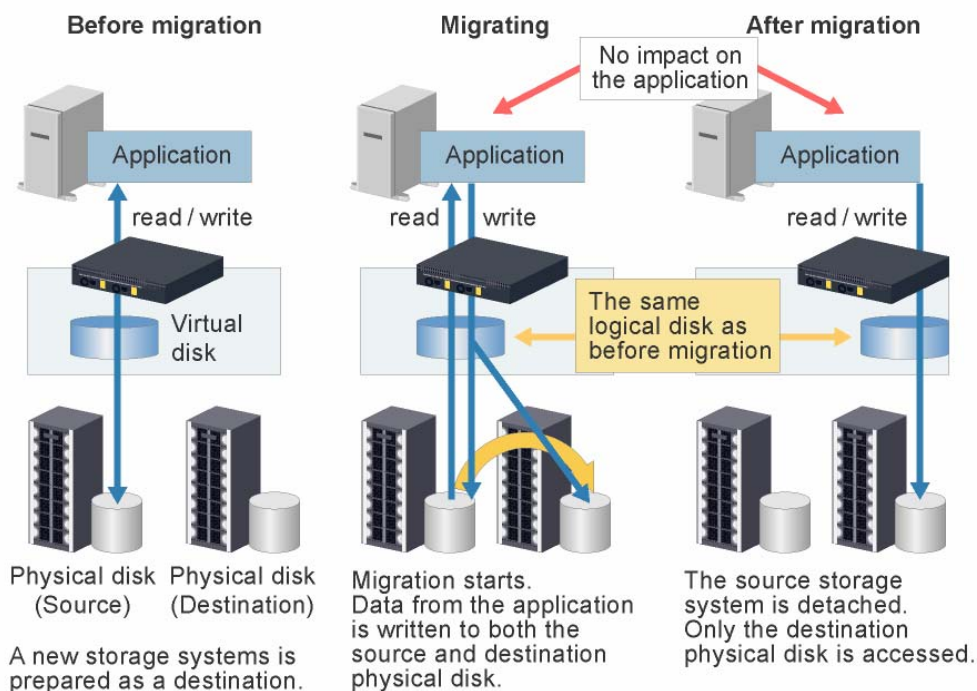 Before migration
Application
read / write
Virtual
disk
Physical disk
(Source)
Physical disk
(Destination)
A new storage systems is
prepared as a destination.
Migrating
No impact on
the application
Application
read
write
The same
logical disk as
before migration
Migration starts.
Data from the application
is written to both the
source and destination
physical disk.
After migration
Application
read / write
The source storage
system is detached.
Only the destination
physical disk is accessed.